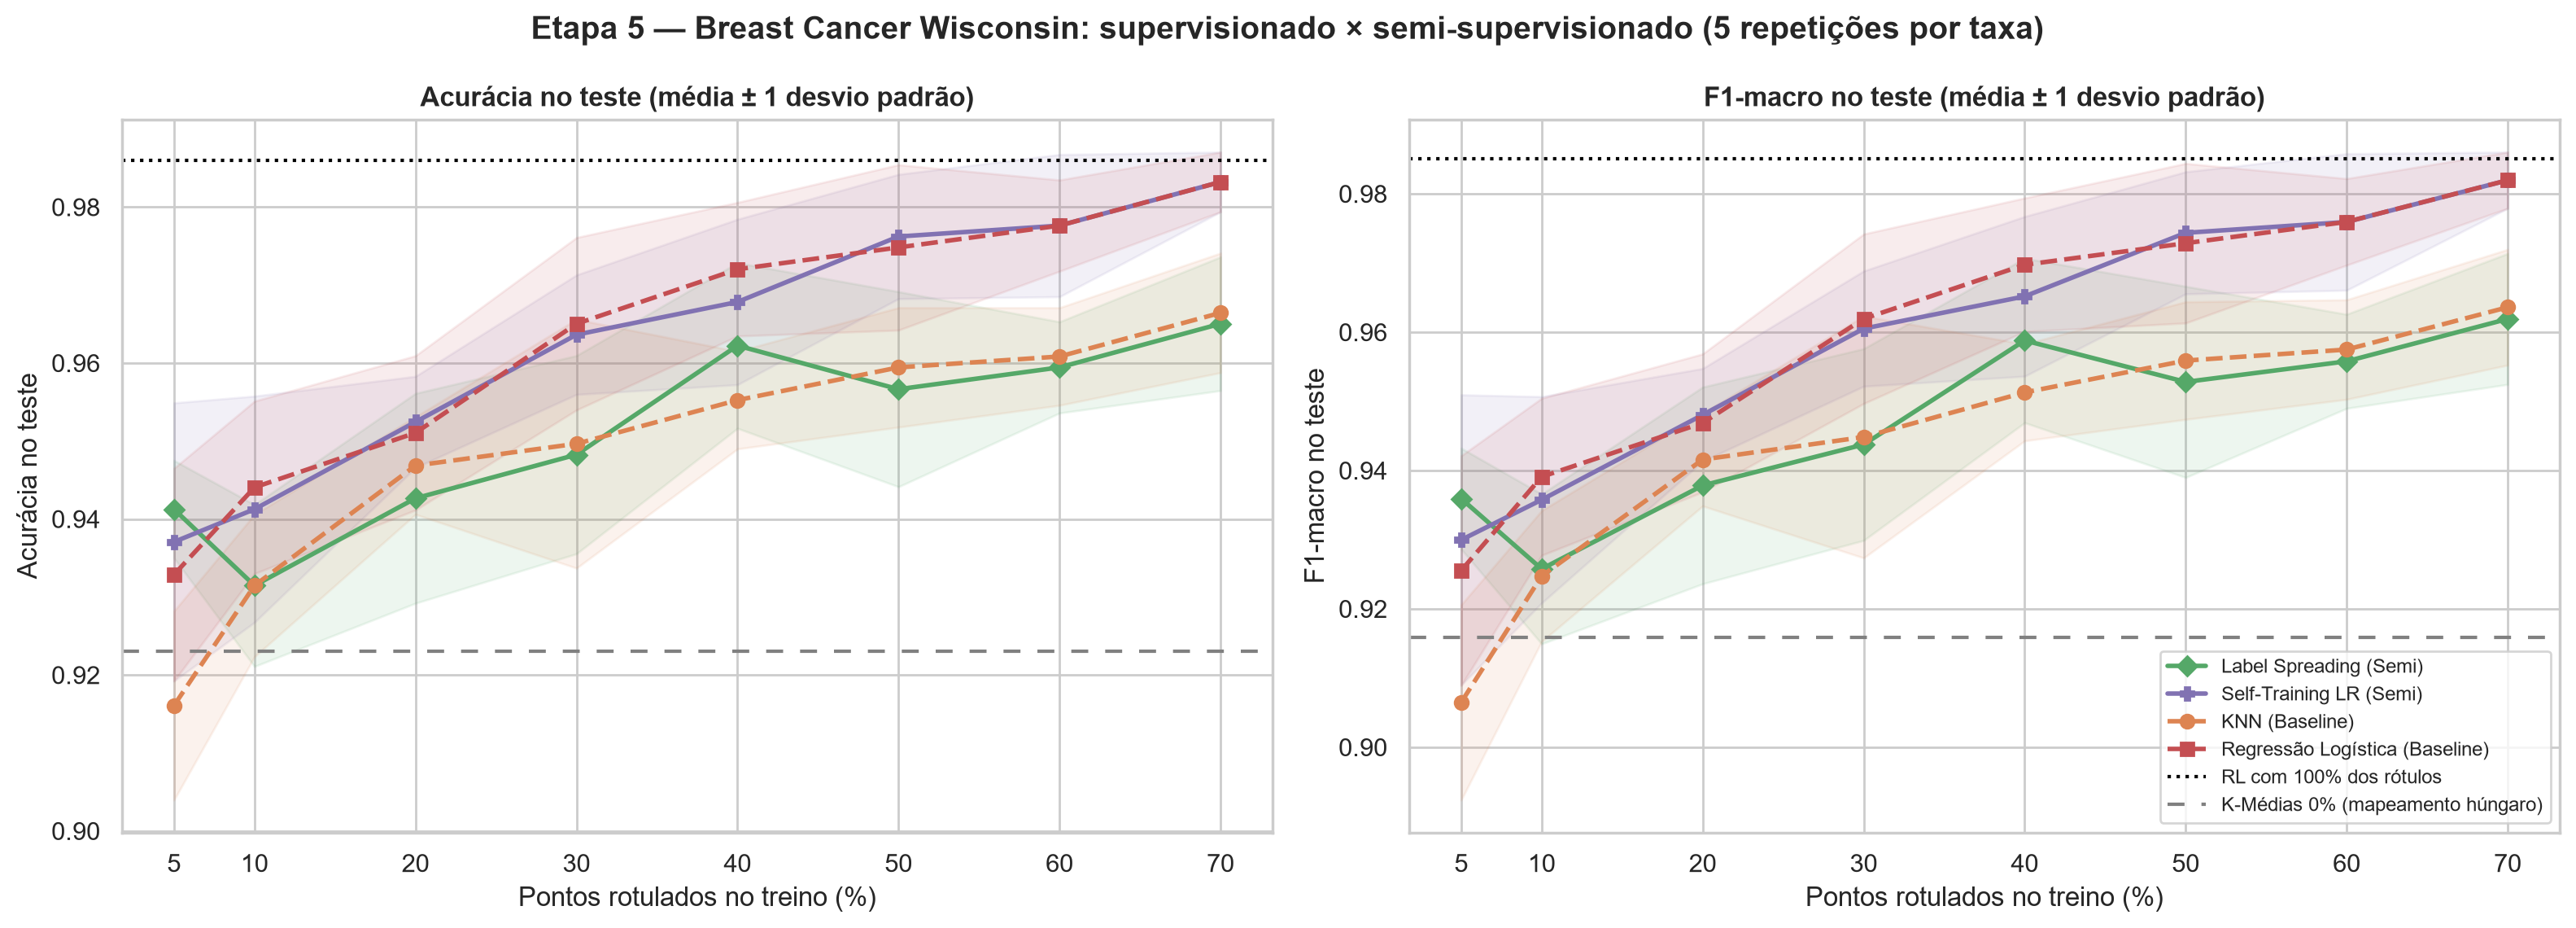 Etapa 5 — Breast Cancer Wisconsin: supervisionado × semi-supervisionado (5 repetições por taxa)
Acurácia no teste (média ± 1 desvio padrão)
Acurácia no teste
0.98
0.96
0.94
0.92
0.90
5 10 20 30 40 50 60 70
Pontos rotulados no treino (%)
F1-macro no teste (média ± 1 desvio padrão)
F1-macro no teste
0.98
0.96
0.94
0.92
0.90
Label Spreading (Semi)
Self-Training LR (Semi)
KNN (Baseline)
Regressão Logística (Baseline)
RL com 100% dos rótulos
K-Médias 0% (mapeamento húngaro)
5 10 20 30 40 50 60 70
Pontos rotulados no treino (%)